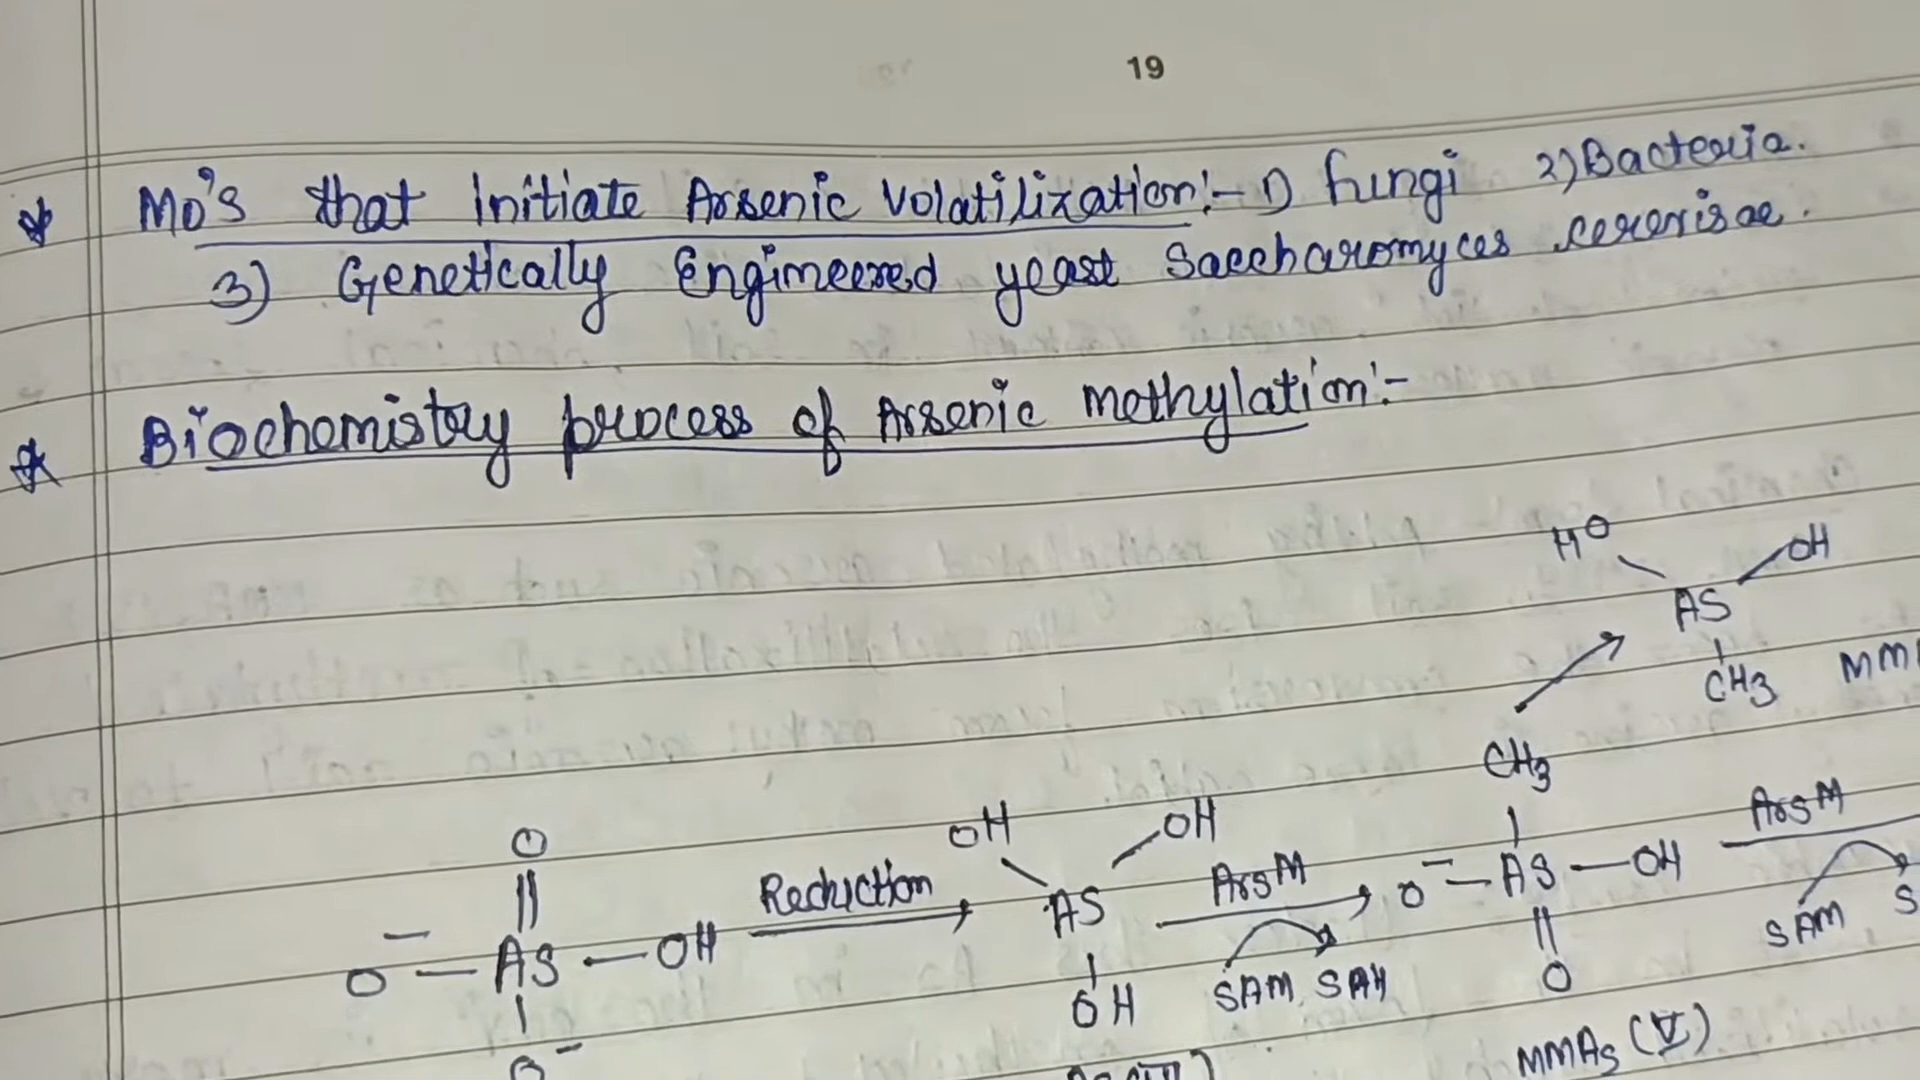 19
Mo's that Initiate Arsenic Volatilization:- 1) Fungi 2) Bacteria.
3) Genetically Engineered yeast Saccharomyces cerevisae.
Biochemistry process of Arsenic methylation:-
HO OH
AS
CH3 MM
CH3
O OH OH ArsM
Reduction ArsM
O⁻ — AS — OH AS O⁻ — AS — OH
SAM SAH SAM S
O⁻ OH O
MMAs (V)